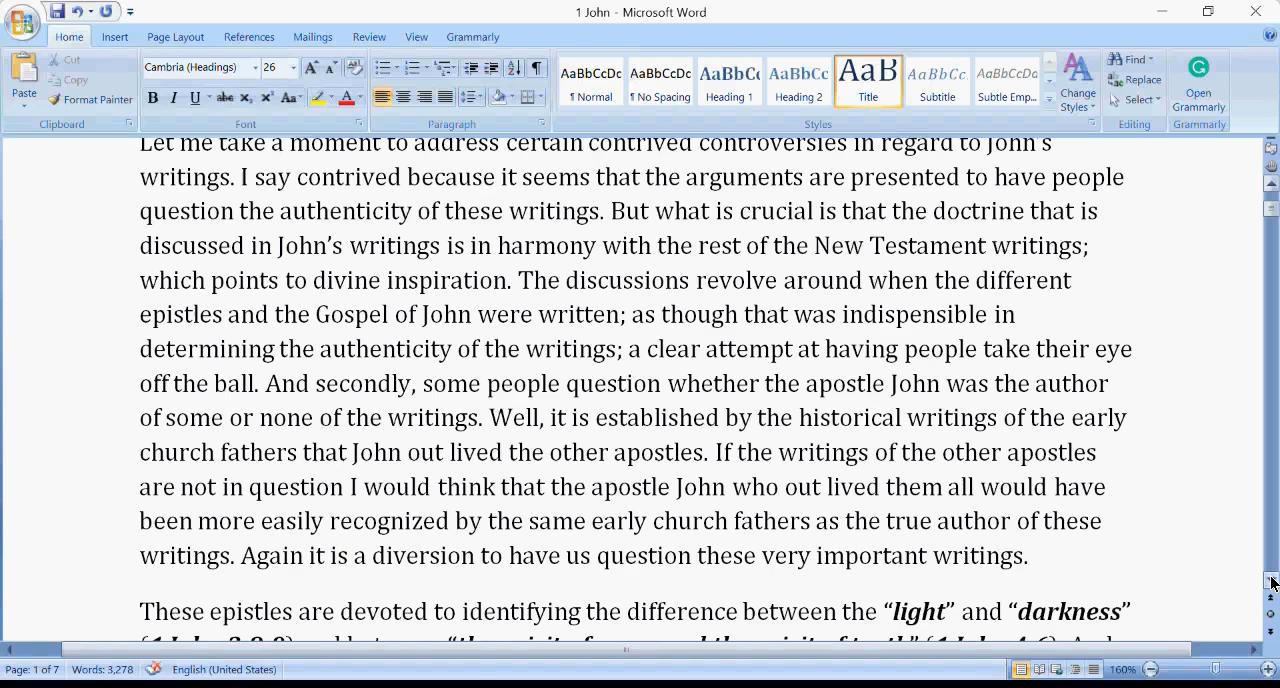 1 John - Microsoft Word
Home Insert Page Layout References Mailings Review View Grammarly
Paste
Cut
Copy
Format Painter
Clipboard
Cambria (Headings) 26
Font
Paragraph
AaBbCcDc AaBbCcDc AaBbCc AaBbCc AaB AaBbCc. AaBbCcDa
¶ Normal ¶ No Spacing Heading 1 Heading 2 Title Subtitle Subtle Emp...
Change Styles
Styles
Find
Replace
Select
Editing
Open Grammarly
Grammarly
Let me take a moment to address certain contrived controversies in regard to John's
writings. I say contrived because it seems that the arguments are presented to have people
question the authenticity of these writings. But what is crucial is that the doctrine that is
discussed in John's writings is in harmony with the rest of the New Testament writings;
which points to divine inspiration. The discussions revolve around when the different
epistles and the Gospel of John were written; as though that was indispensible in
determining the authenticity of the writings; a clear attempt at having people take their eye
off the ball. And secondly, some people question whether the apostle John was the author
of some or none of the writings. Well, it is established by the historical writings of the early
church fathers that John out lived the other apostles. If the writings of the other apostles
are not in question I would think that the apostle John who out lived them all would have
been more easily recognized by the same early church fathers as the true author of these
writings. Again it is a diversion to have us question these very important writings.
These epistles are devoted to identifying the difference between the “light” and “darkness”
Page: 1 of 7 Words: 3,278 English (United States) 160%